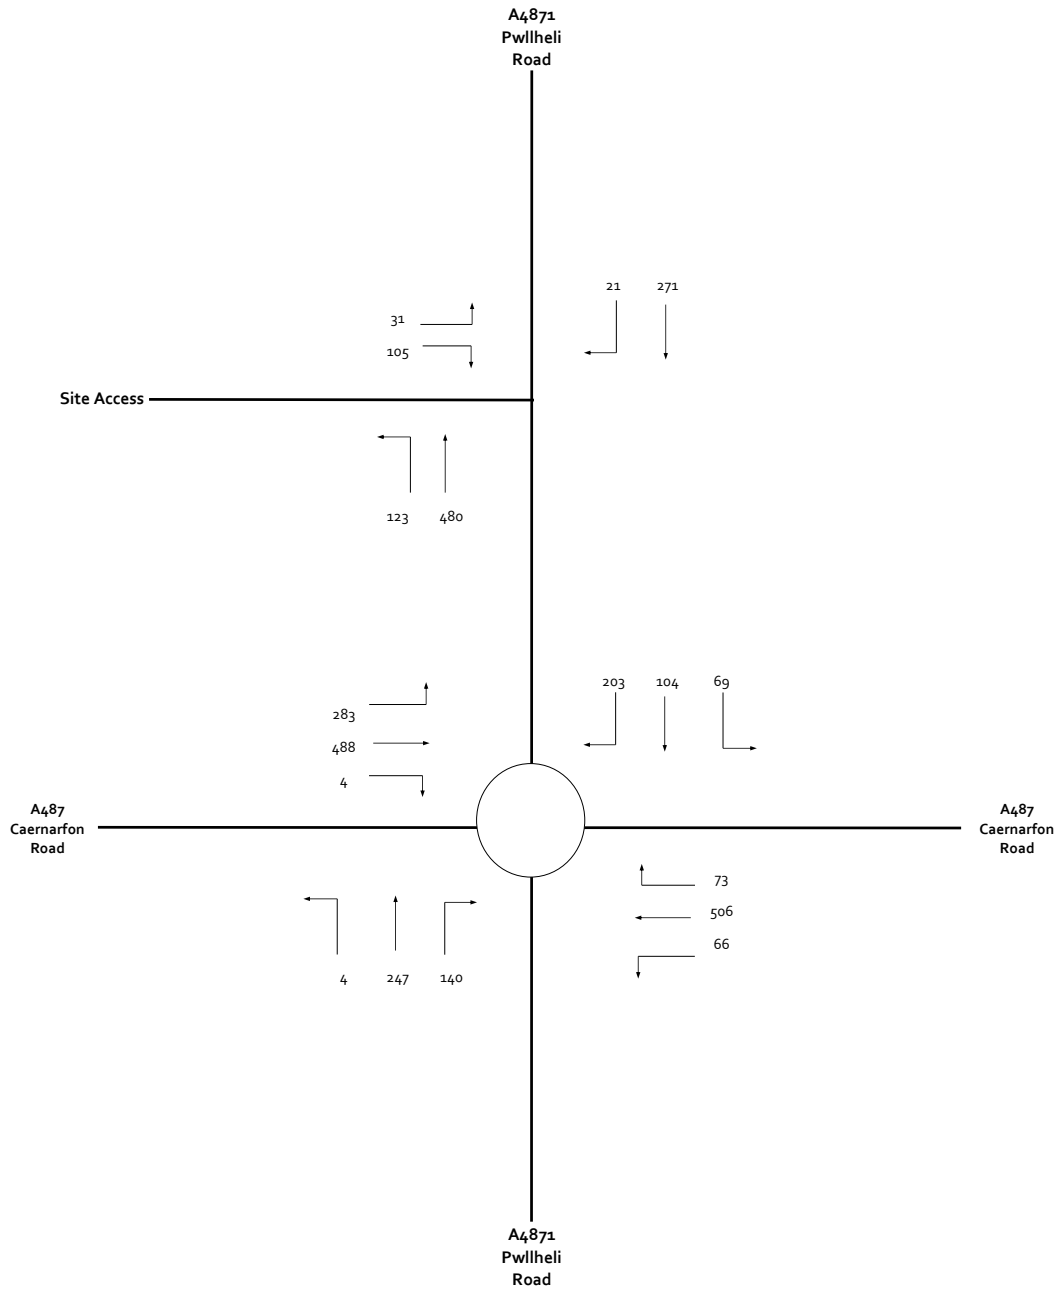 A4871
Pwllheli
Road
21 271
31
105
Site Access
123 480
203 104 69
283
488
4
A487
Caernarfon
Road
A487
Caernarfon
Road
73
506
66
4 247 140
A4871
Pwllheli
Road